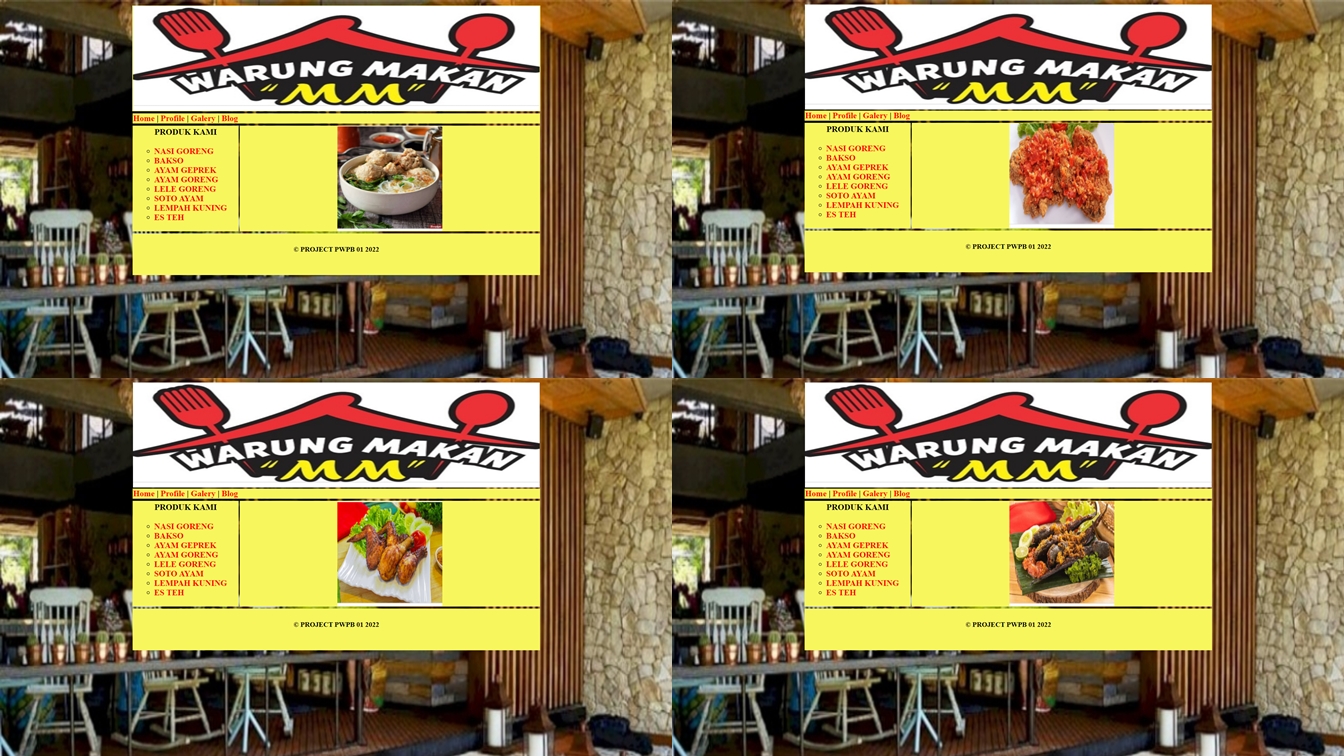 WARUNG MAKAN
"MM"
Home | Profile | Galery | Blog
PRODUK KAMI
NASI GORENG
BAKSO
AYAM GEPREK
AYAM GORENG
LELE GORENG
SOTO AYAM
LEMPAH KUNING
ES TEH
© PROJECT PWPB 01 2022
WARUNG MAKAN
"MM"
Home | Profile | Galery | Blog
PRODUK KAMI
NASI GORENG
BAKSO
AYAM GEPREK
AYAM GORENG
LELE GORENG
SOTO AYAM
LEMPAH KUNING
ES TEH
© PROJECT PWPB 01 2022
WARUNG MAKAN
"MM"
Home | Profile | Galery | Blog
PRODUK KAMI
NASI GORENG
BAKSO
AYAM GEPREK
AYAM GORENG
LELE GORENG
SOTO AYAM
LEMPAH KUNING
ES TEH
© PROJECT PWPB 01 2022
WARUNG MAKAN
"MM"
Home | Profile | Galery | Blog
PRODUK KAMI
NASI GORENG
BAKSO
AYAM GEPREK
AYAM GORENG
LELE GORENG
SOTO AYAM
LEMPAH KUNING
ES TEH
© PROJECT PWPB 01 2022